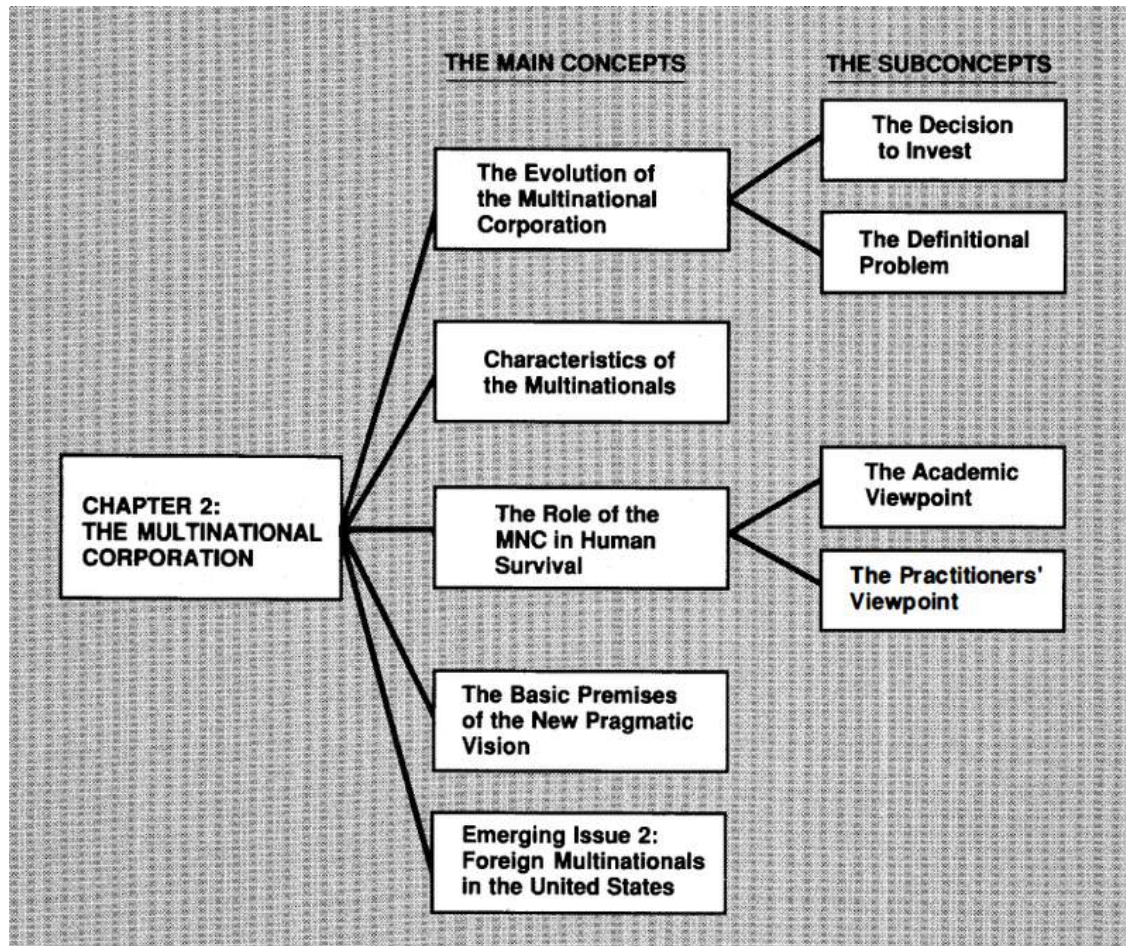 THE MAIN CONCEPTS
THE SUBCONCEPTS
CHAPTER 2:
THE MULTINATIONAL
CORPORATION
The Evolution of
the Multinational
Corporation
The Decision
to Invest
The Definitional
Problem
Characteristics of
the Multinationals
The Role of the
MNC in Human
Survival
The Academic
Viewpoint
The Practitioners'
Viewpoint
The Basic Premises
of the New Pragmatic
Vision
Emerging Issue 2:
Foreign Multinationals
in the United States